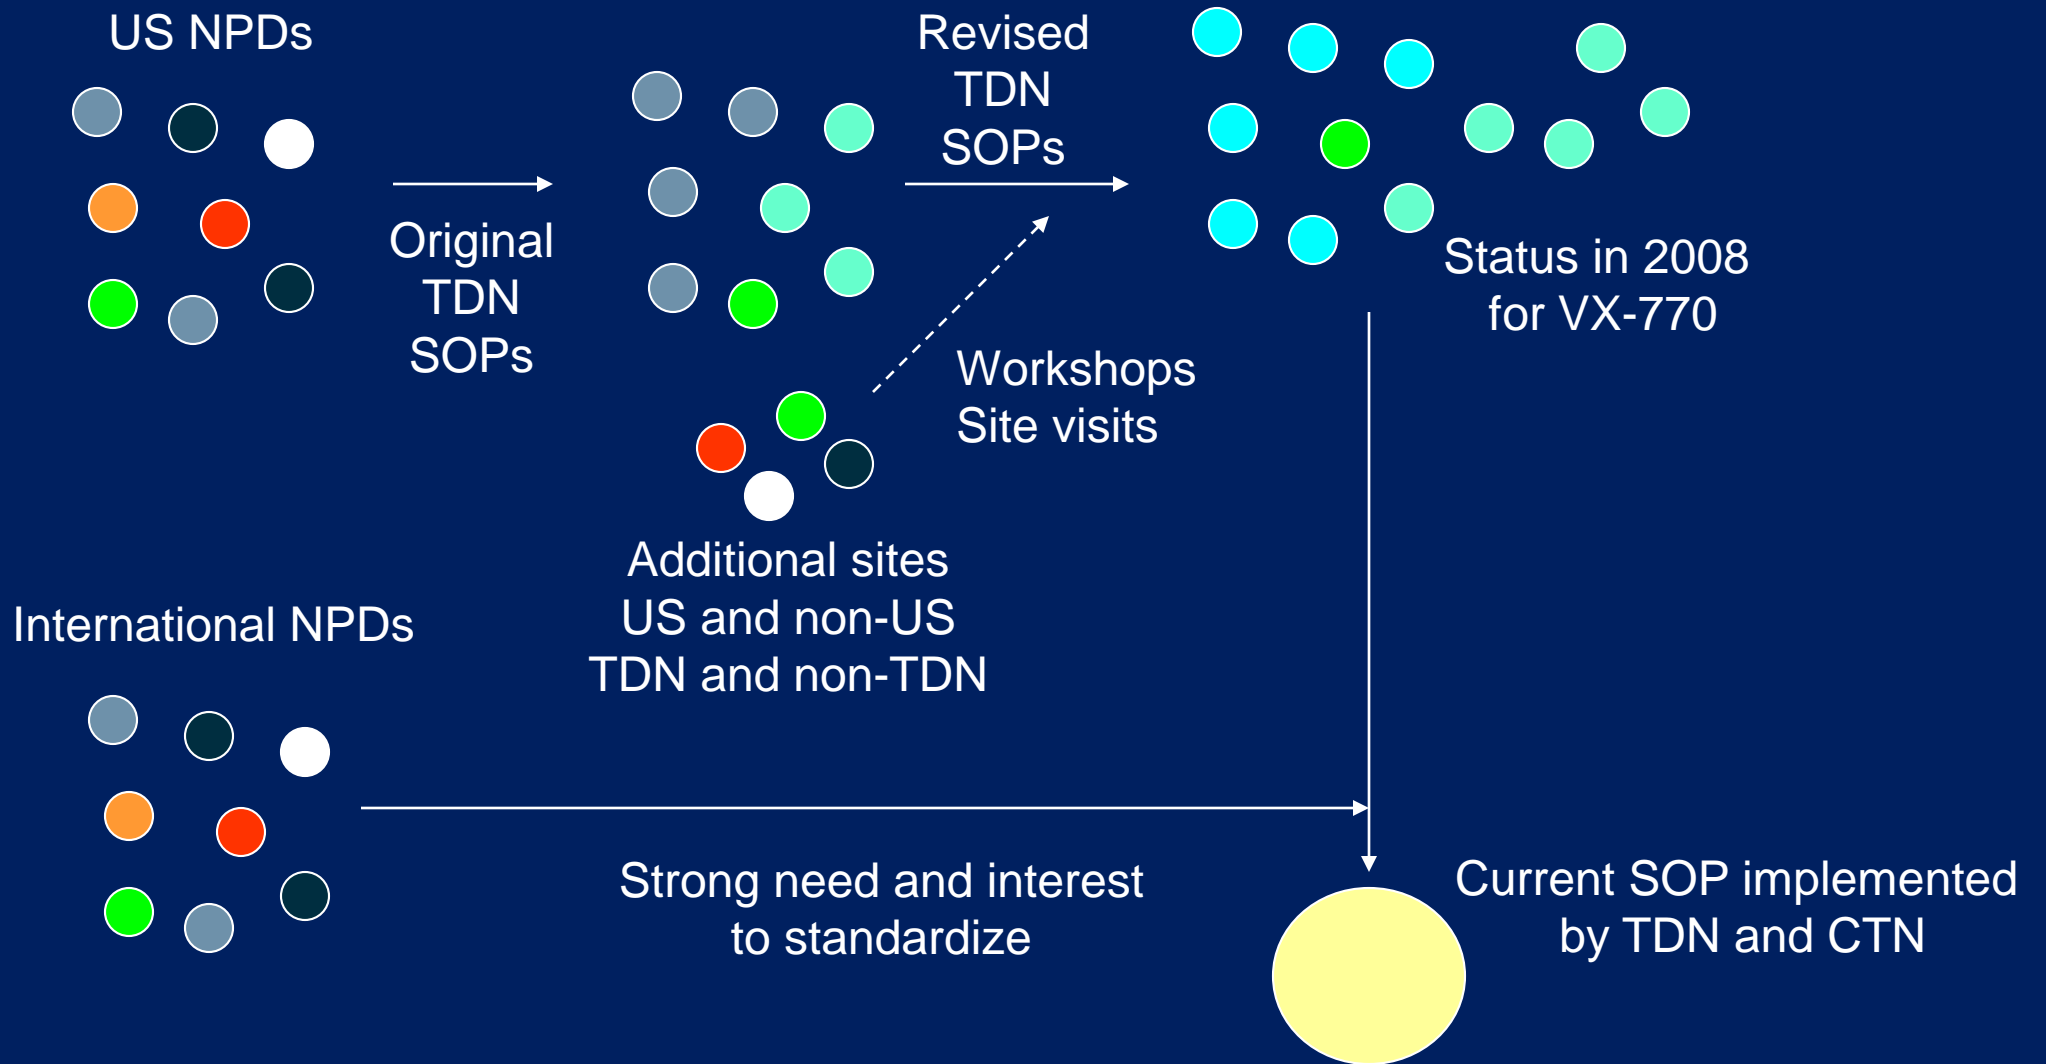 US NPDs
Original
TDN
SOPs
Revised
TDN
SOPs
Status in 2008
for VX-770
Workshops
Site visits
Additional sites
US and non-US
TDN and non-TDN
International NPDs
Strong need and interest
to standardize
Current SOP implemented
by TDN and CTN